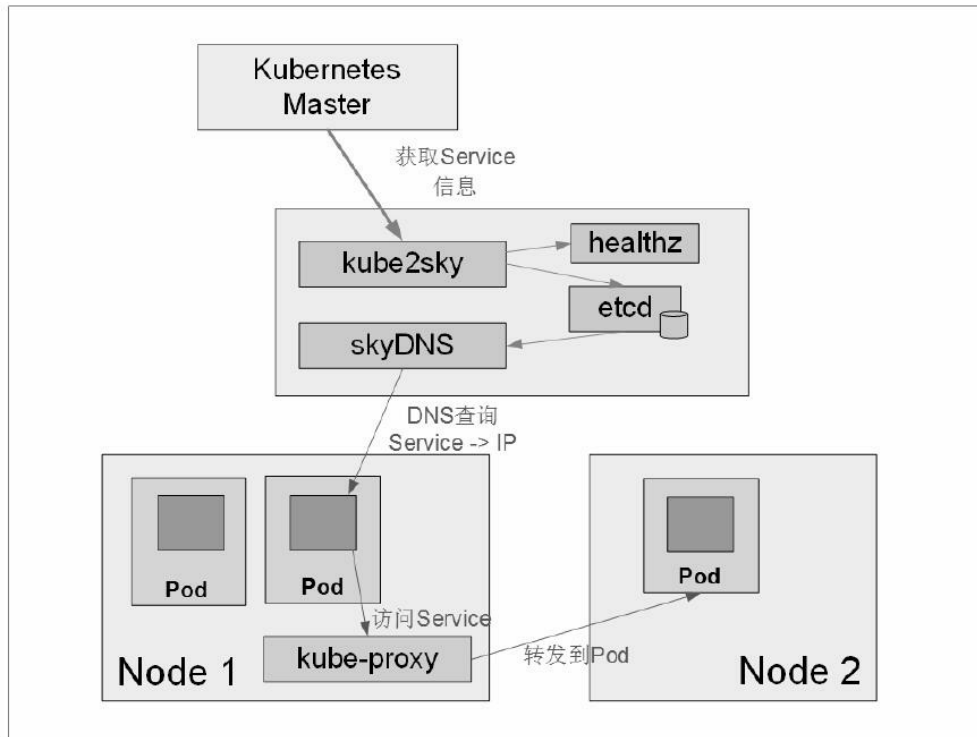 Kubernetes
Master
获取Service
信息
kube2sky
healthz
etcd
skyDNS
DNS查询
Service -> IP
Pod
Pod
Pod
访问Service
kube-proxy
转发到Pod
Node 1
Node 2